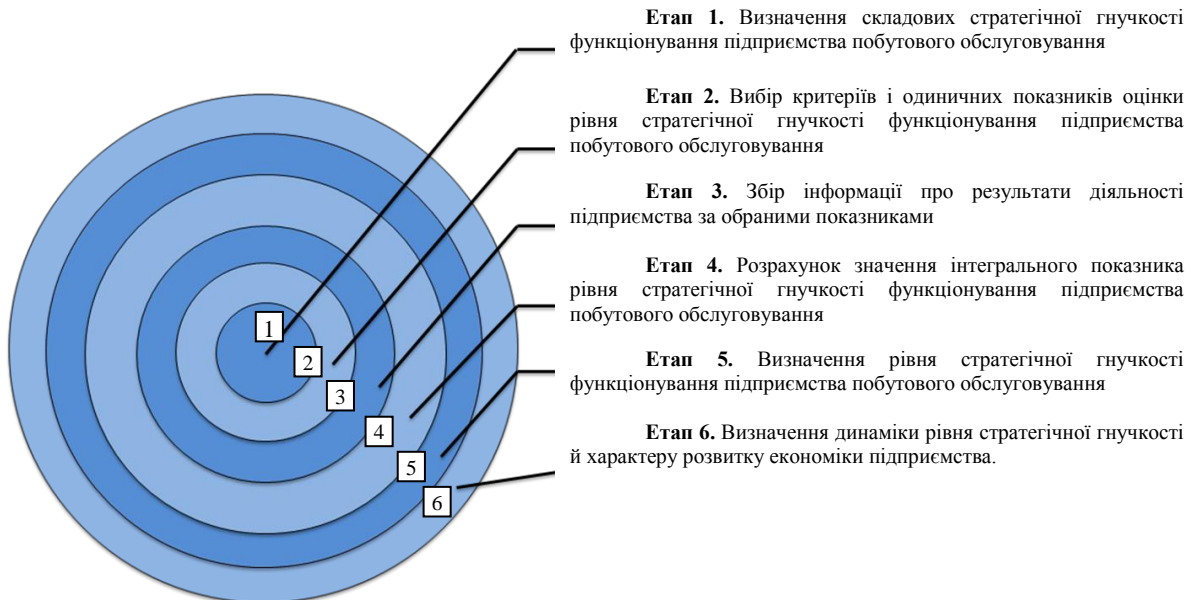 Етап 1. Визначення складових стратегічної гнучкості
функціонування підприємства побутового обслуговування
Етап 2. Вибір критеріїв і одиничних показників оцінки
рівня стратегічної гнучкості функціонування підприємства
побутового обслуговування
Етап 3. Збір інформації про результати діяльності
підприємства за обраними показниками
Етап 4. Розрахунок значення інтегрального показника
рівня стратегічної гнучкості функціонування підприємства
побутового обслуговування
Етап 5. Визначення рівня стратегічної гнучкості
функціонування підприємства побутового обслуговування
Етап 6. Визначення динаміки рівня стратегічної гнучкості
й характеру розвитку економіки підприємства.
1
2
3
4
5
6